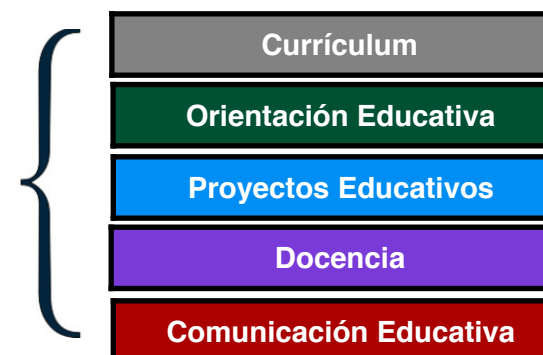 Currículum
Orientación Educativa
Proyectos Educativos
Docencia
Comunicación Educativa